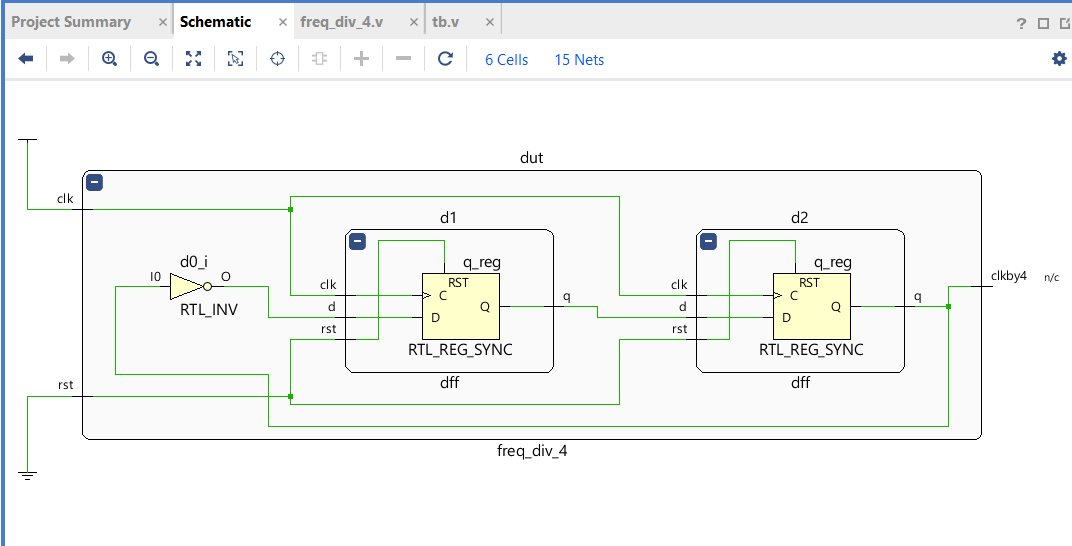 Project Summary × Schematic × freq_div_4.v × tb.v ×
?
6 Cells 15 Nets
dut
clk
d1 d2
d0_i
I0 O
RTL_INV
q_reg q_reg
RST RST
clk C Q q clk C Q q clkby4 n/c
d D d D
rst rst
RTL_REG_SYNC RTL_REG_SYNC
dff dff
rst
freq_div_4